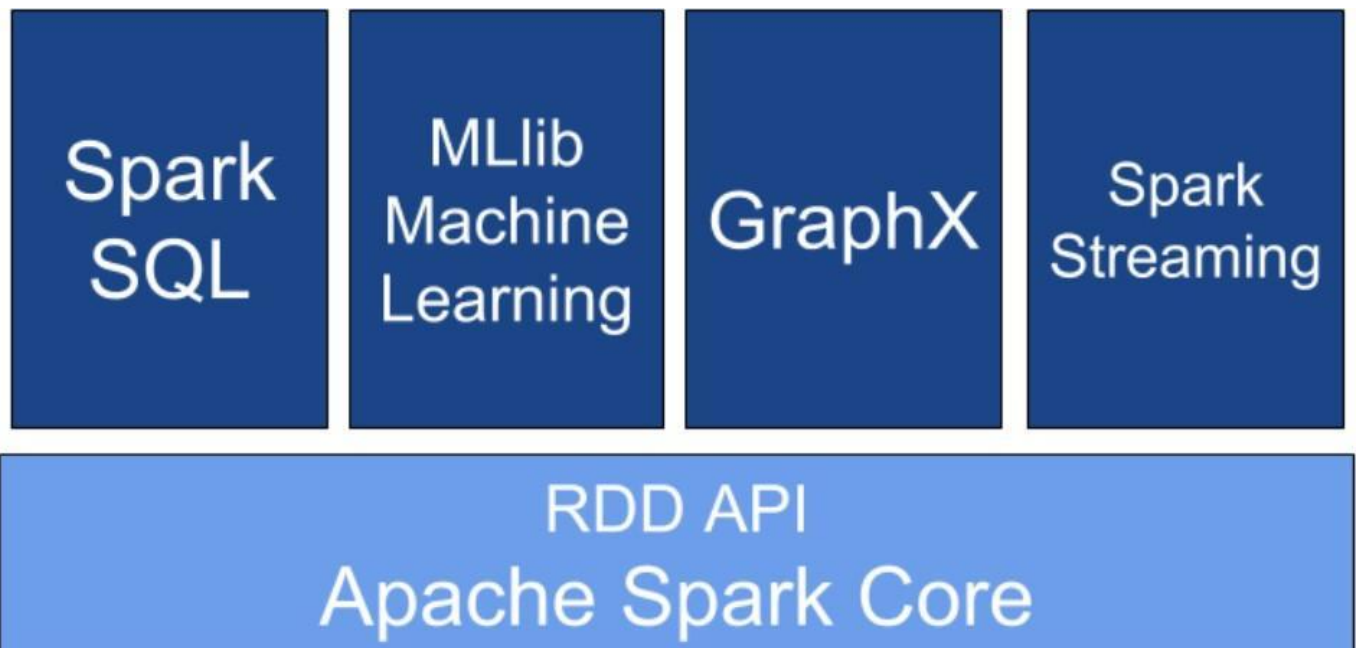 Spark
SQL
MLlib
Machine
Learning
GraphX
Spark
Streaming
RDD API
Apache Spark Core